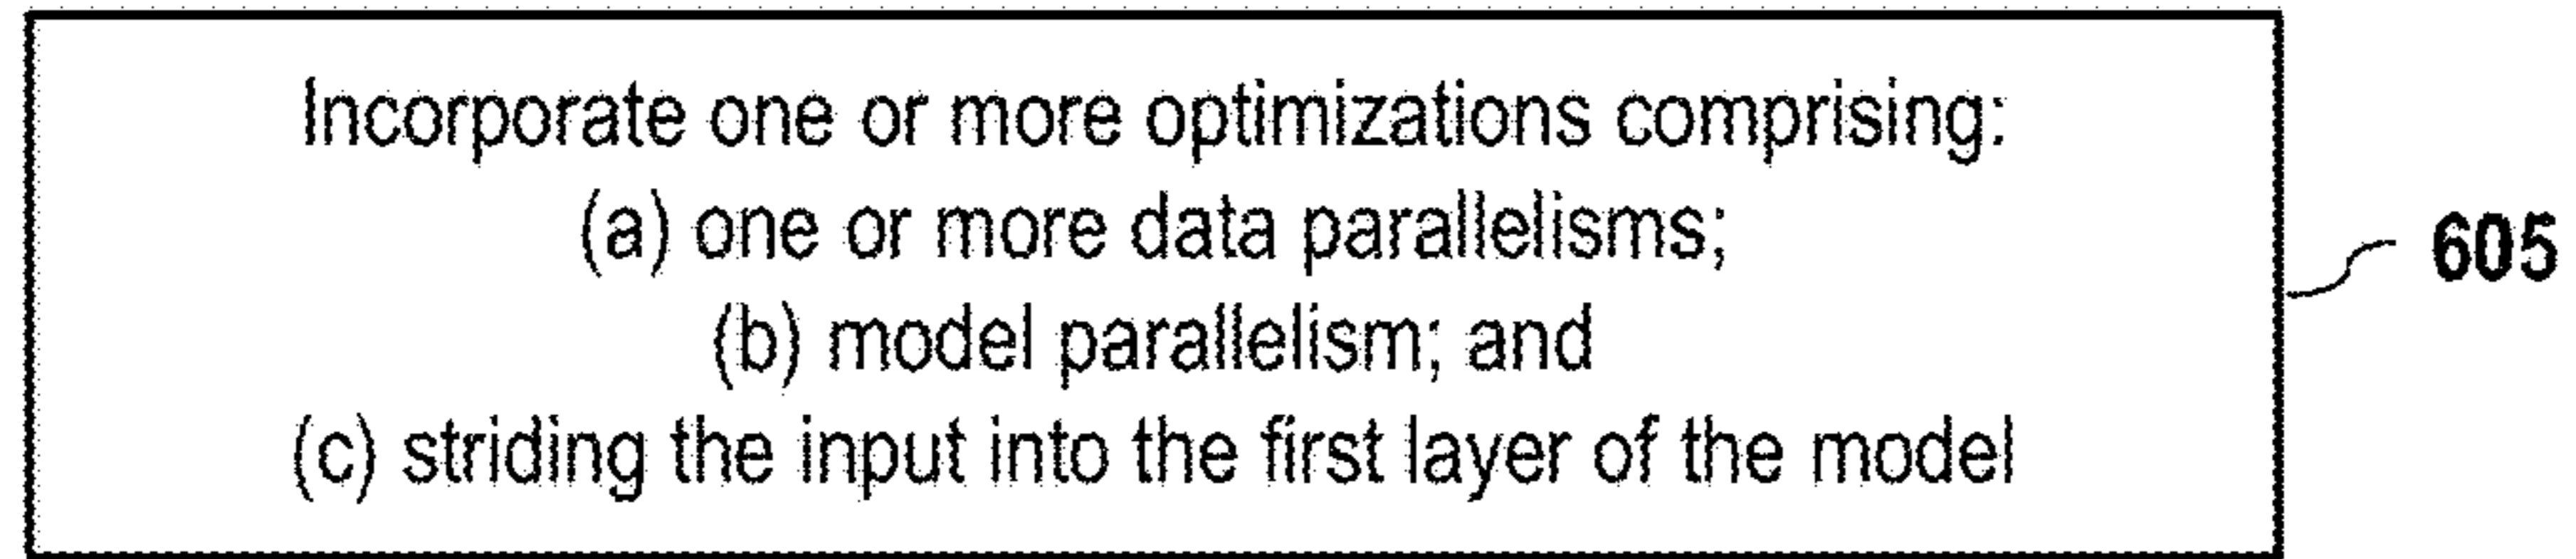 Incorporate one or more optimizations comprising:
(a) one or more data parallelisms;
(b) model parallelism; and
(c) striding the input into the first layer of the model
605